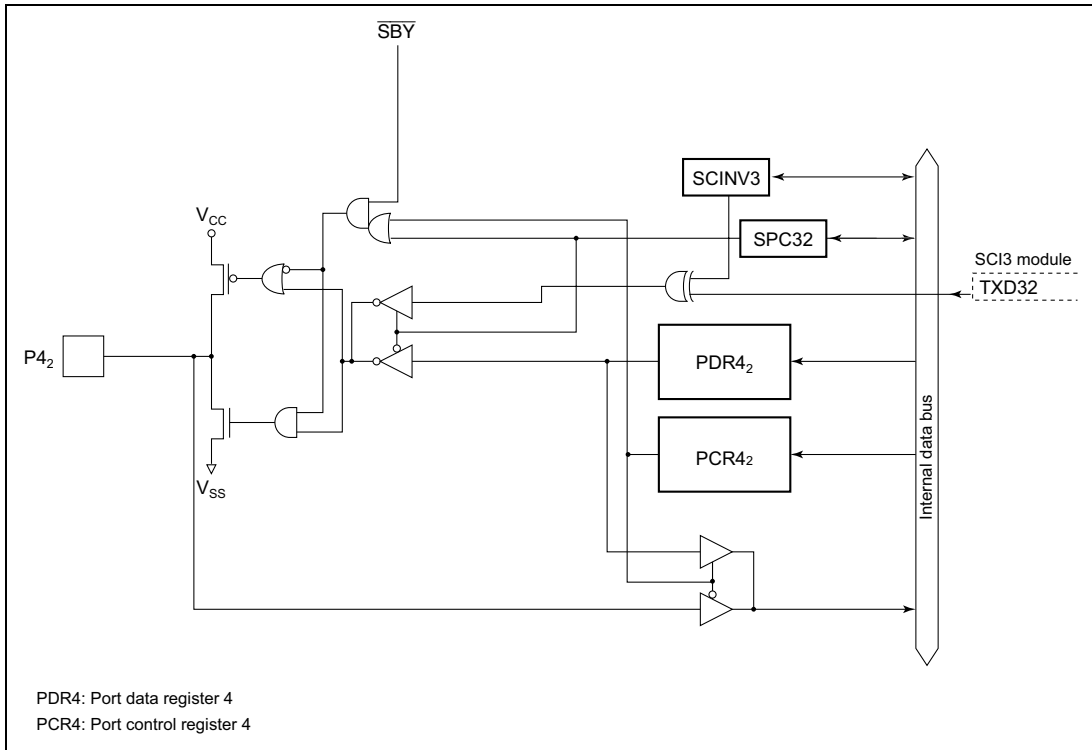 SBY
SCINV3
VCC
SPC32
SCI3 module
TXD32
P42
PDR42
PCR42
VSS
Internal data bus
PDR4: Port data register 4
PCR4: Port control register 4